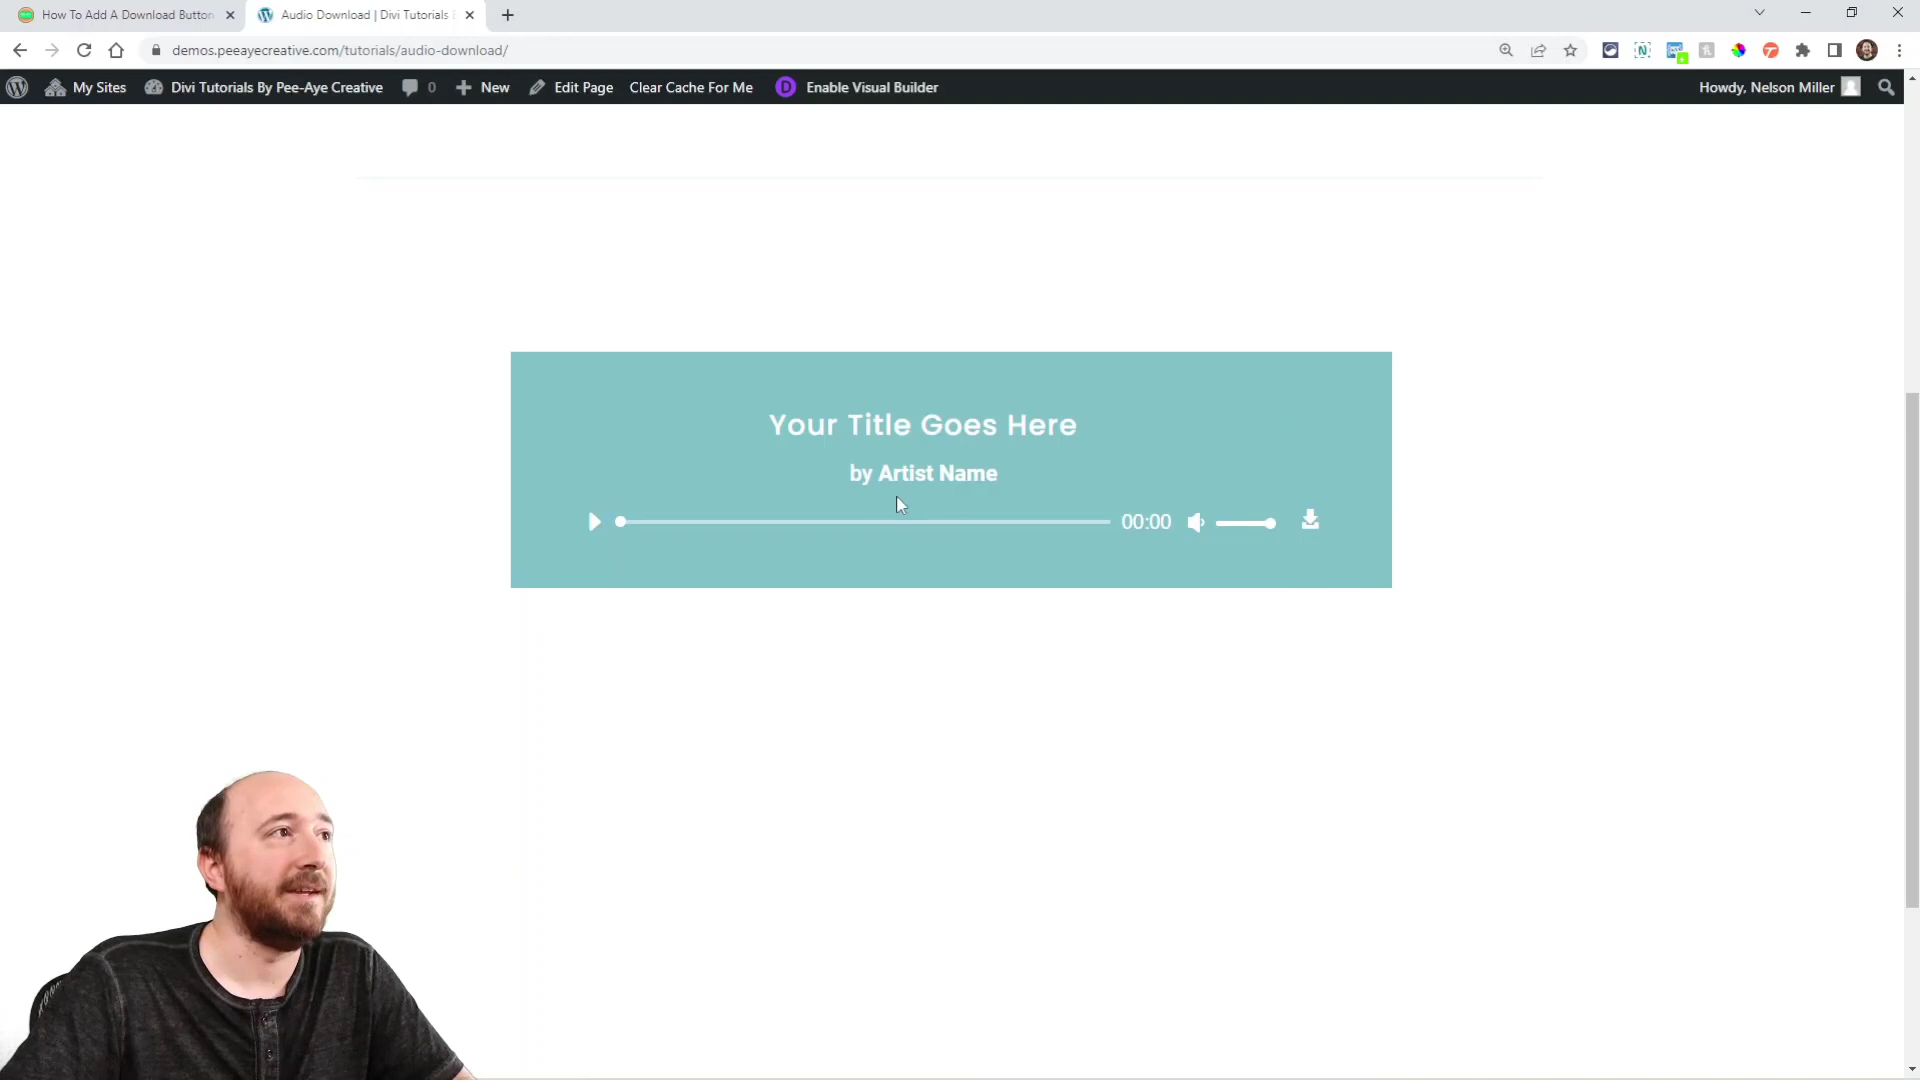 How To Add A Download Button
Audio Download | Divi Tutorials
demos.peeayecreative.com/tutorials/audio-download/
My Sites Divi Tutorials By Pee-Aye Creative 0 New Edit Page Clear Cache For Me D Enable Visual Builder Howdy, Nelson Miller
Your Title Goes Here
by Artist Name
00:00